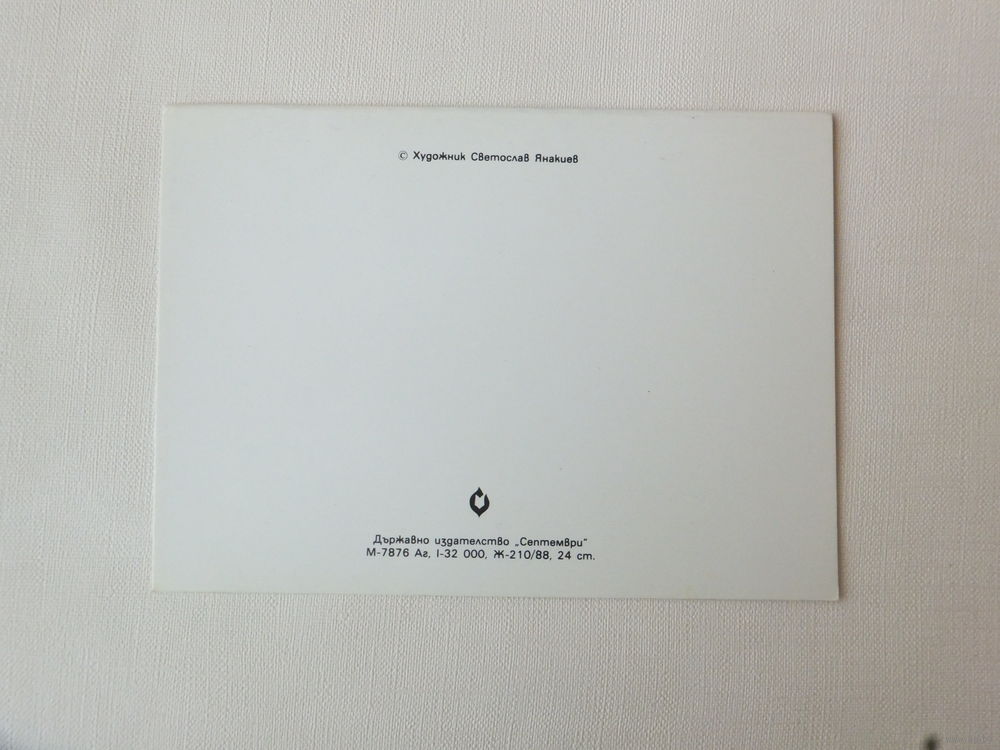 © Художник Светослав Янакиев
Държавно издателство „Септември“
М-7876 Аг, I-32 000, Ж-210/88, 24 ст.